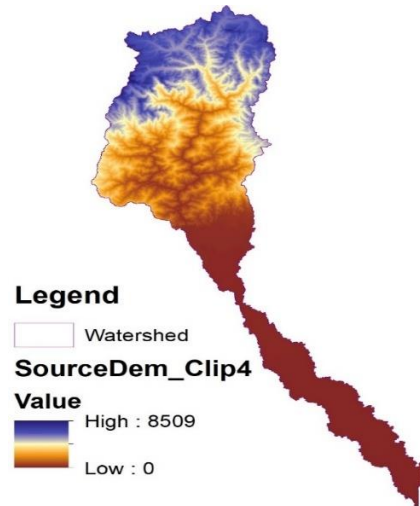 Legend
Watershed
SourceDem_Clip4
Value
High : 8509
Low : 0